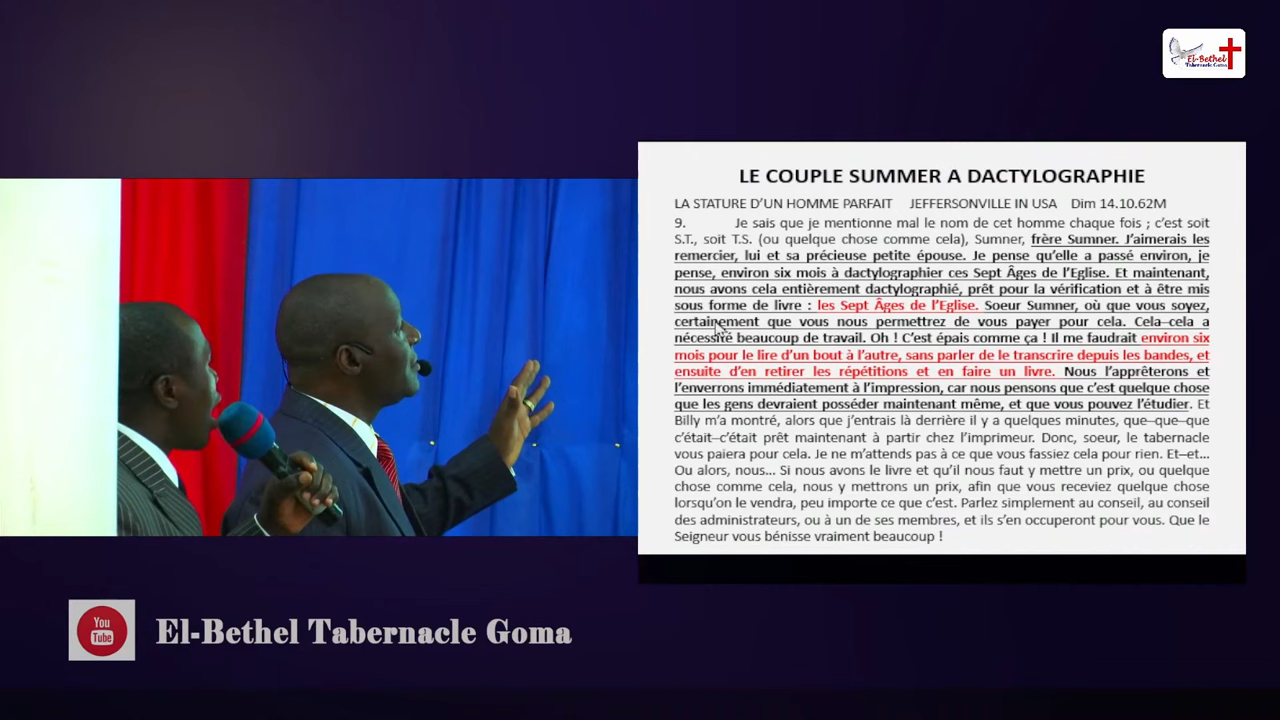 El-Bethel
Tabernacle Goma
LE COUPLE SUMMER A DACTYLOGRAPHIE
LA STATURE D’UN HOMME PARFAIT JEFFERSONVILLE IN USA Dim 14.10.62M
9. Je sais que je mentionne mal le nom de cet homme chaque fois ; c’est soit
S.T., soit T.S. (ou quelque chose comme cela), Sumner, frère Sumner. J’aimerais les
remercier, lui et sa précieuse petite épouse. Je pense qu’elle a passé environ, je
pense, environ six mois à dactylographier ces Sept Âges de l’Eglise. Et maintenant,
nous avons cela entièrement dactylographié, prêt pour la vérification et à être mis
sous forme de livre : les Sept Âges de l’Eglise. Soeur Sumner, où que vous soyez,
certainement que vous nous permettrez de vous payer pour cela. Cela–cela a
nécessité beaucoup de travail. Oh ! C’est épais comme ça ! Il me faudrait environ six
mois pour le lire d’un bout à l’autre, sans parler de le transcrire depuis les bandes, et
ensuite d’en retirer les répétitions et en faire un livre. Nous l’apprêterons et
l’enverrons immédiatement à l’impression, car nous pensons que c’est quelque chose
que les gens devraient posséder maintenant même, et que vous pouvez l’étudier. Et
Billy m’a montré, alors que j’entrais là derrière il y a quelques minutes, que–que–que
c’était–c’était prêt maintenant à partir chez l’imprimeur. Donc, soeur, le tabernacle
vous paiera pour cela. Je ne m’attends pas à ce que vous fassiez cela pour rien. Et–et...
Ou alors, nous... Si nous avons le livre et qu’il nous faut y mettre un prix, ou quelque
chose comme cela, nous y mettrons un prix, afin que vous receviez quelque chose
lorsqu’on le vendra, peu importe ce que c’est. Parlez simplement au conseil, au conseil
des administrateurs, ou à un de ses membres, et ils s’en occuperont pour vous. Que le
Seigneur vous bénisse vraiment beaucoup !
You
Tube
El-Bethel Tabernacle Goma